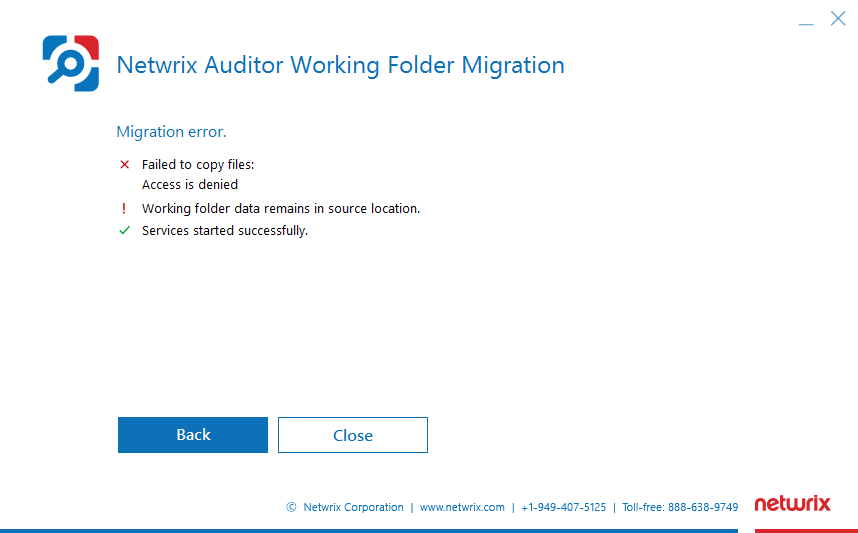 Netwrix Auditor Working Folder Migration
Migration error.
Failed to copy files:
Access is denied
! Working folder data remains in source location.
Services started successfully.
Back
Close
© Netwrix Corporation | www.netwrix.com | +1-949-407-5125 | Toll-free: 888-638-9749
netwrix